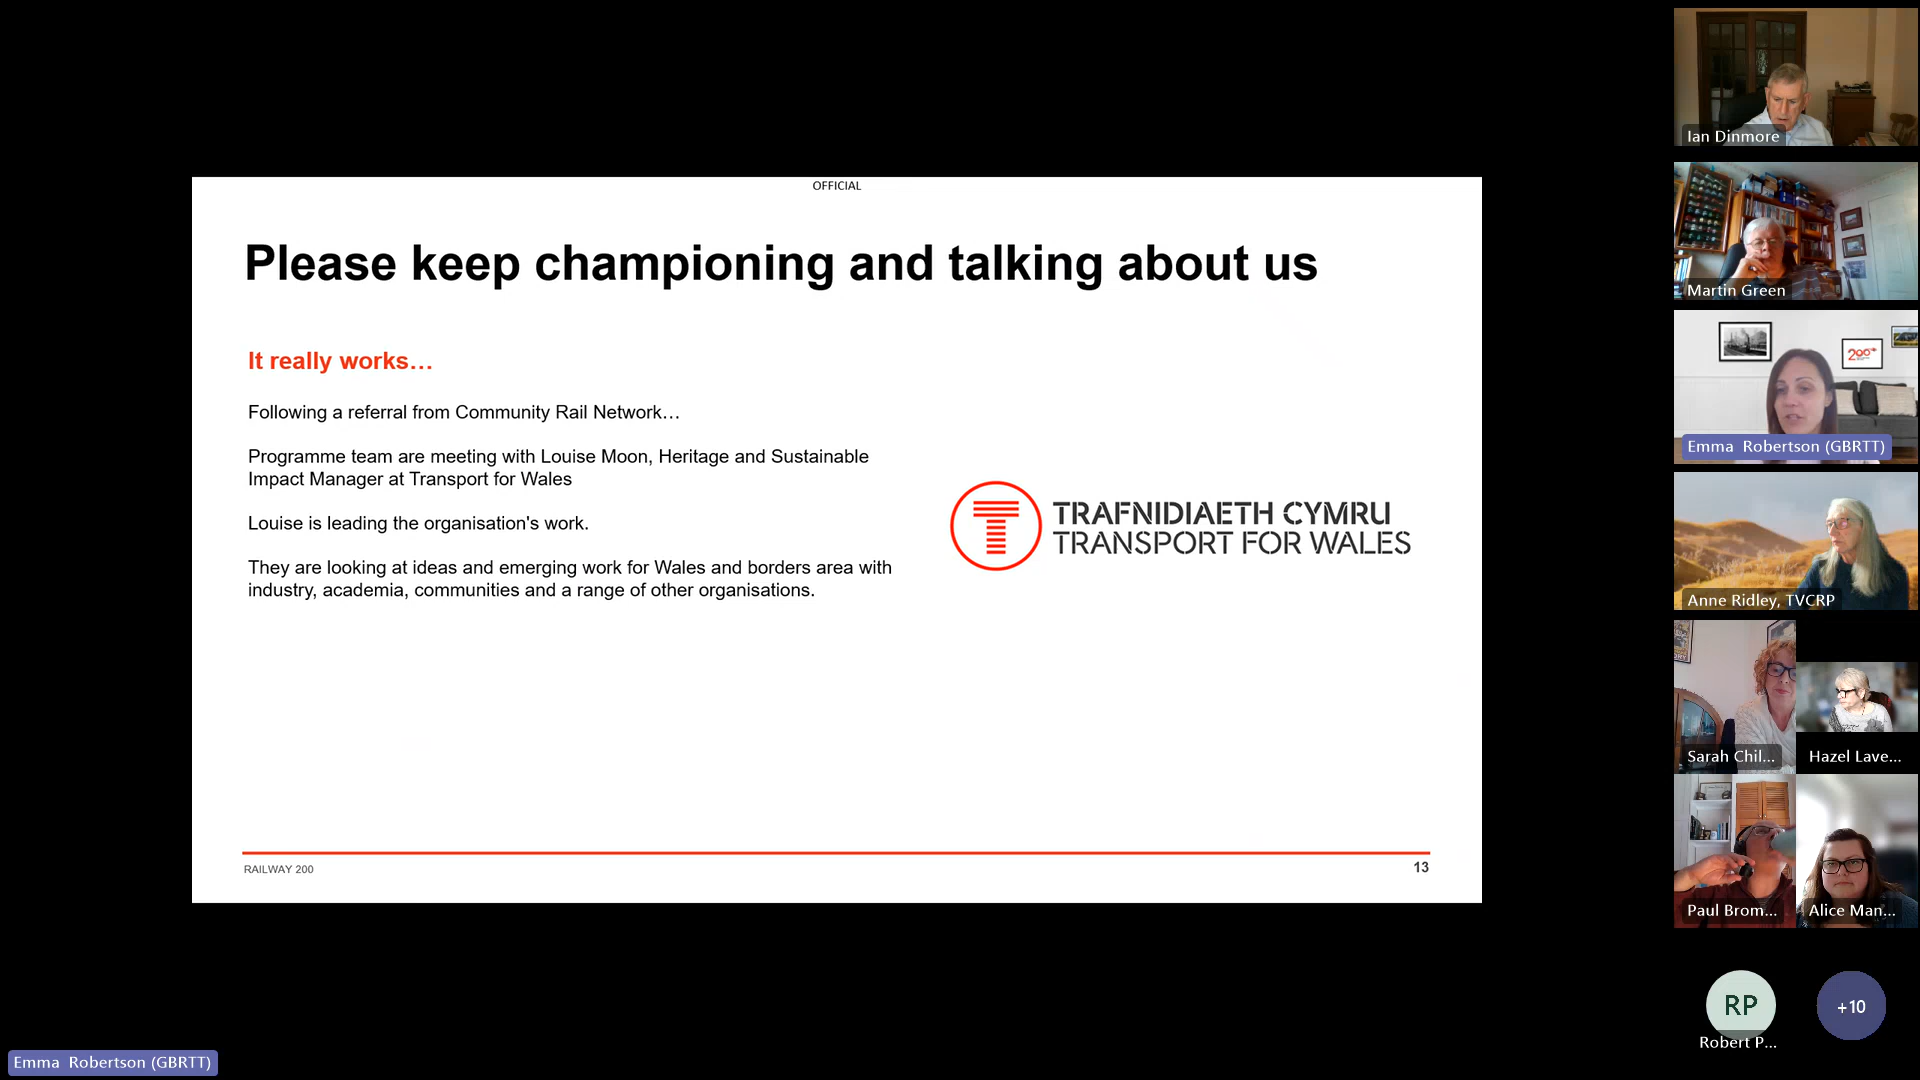 OFFICIAL
Please keep championing and talking about us
It really works…
Following a referral from Community Rail Network…
Programme team are meeting with Louise Moon, Heritage and Sustainable
Impact Manager at Transport for Wales
Louise is leading the organisation's work.
They are looking at ideas and emerging work for Wales and borders area with
industry, academia, communities and a range of other organisations.
TRAFNIDIAETH CYMRU
TRANSPORT FOR WALES
RAILWAY 200
13
Ian Dinmore
Martin Green
200
Emma Robertson (GBRTT)
Anne Ridley, TVCRP
Sarah Chil...
Hazel Lave...
Paul Brom...
Alice Man...
RP
+10
Robert P...
Emma Robertson (GBRTT)